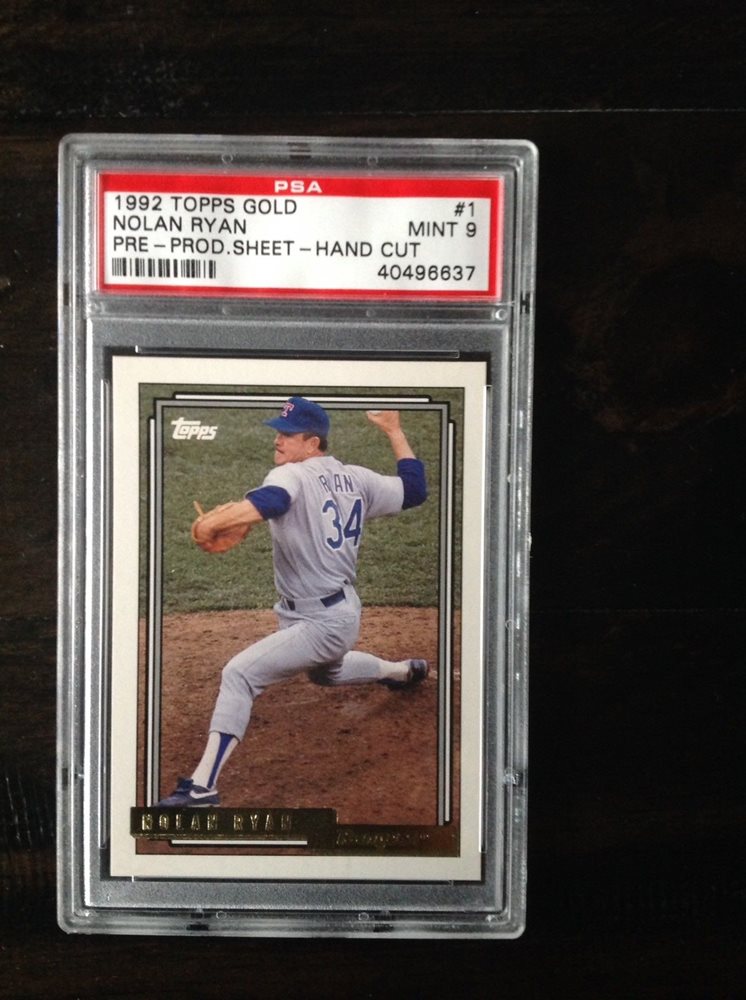 PSA
1992 TOPPS GOLD #1
NOLAN RYAN MINT 9
PRE-PROD.SHEET-HAND CUT
40496637
Topps
T
RYAN
34
NOLAN RYAN
Rangers